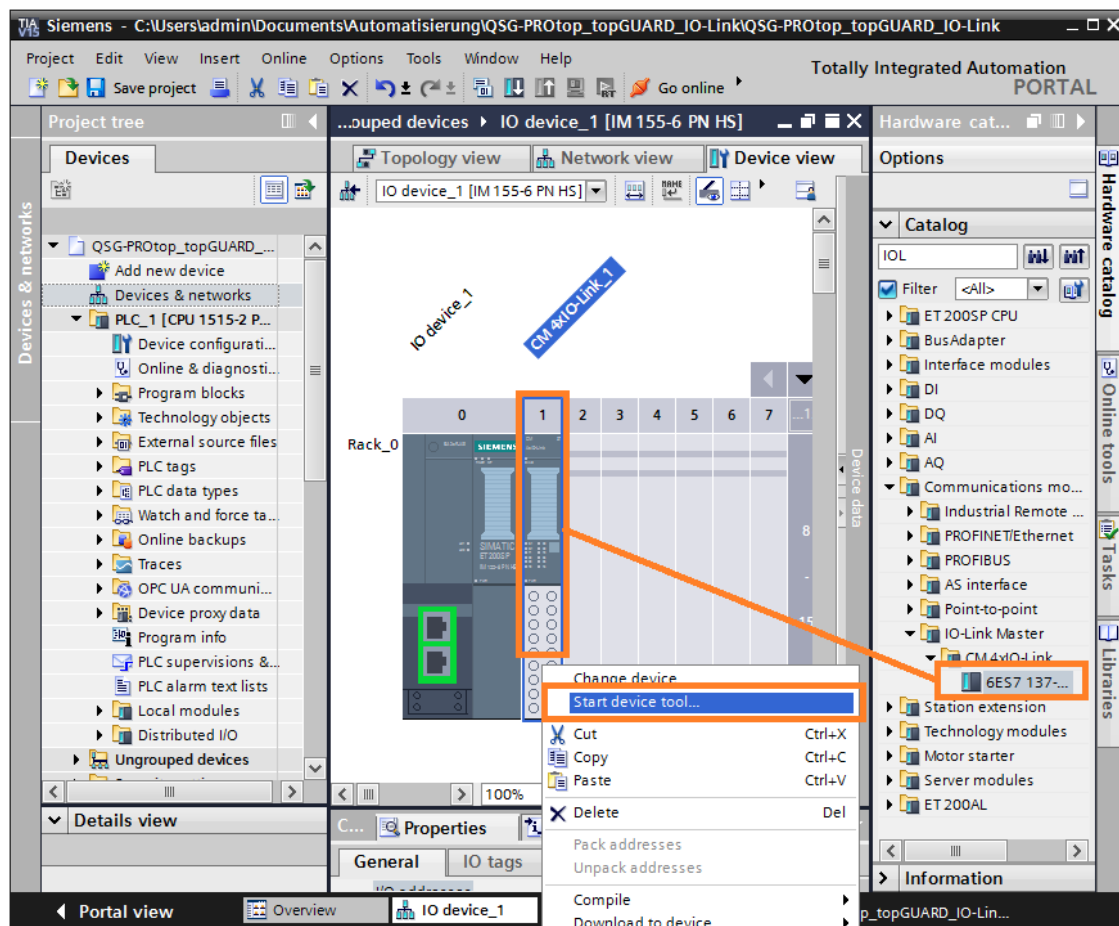 TIA V15 Siemens - C:\Users\admin\Documents\Automatisierung\QSG-PROtop_topGUARD_IO-Link\QSG-PROtop_topGUARD_IO-Link
Project Edit View Insert Online Options Tools Window Help
Totally Integrated Automation
PORTAL
Save project
Go online
Project tree
Devices
Devices & networks
QSG-PROtop_topGUARD_...
Add new device
Devices & networks
PLC_1 [CPU 1515-2 P...
Device configurati...
Online & diagnosti...
Program blocks
Technology objects
External source files
PLC tags
PLC data types
Watch and force ta...
Online backups
Traces
OPC UA communi...
Device proxy data
Program info
PLC supervisions &...
PLC alarm text lists
Local modules
Distributed I/O
Ungrouped devices
Details view
...ouped devices IO device_1 [IM 155-6 PN HS]
Topology view Network view Device view
IO device_1 [IM 155-6 PN HS]
IO device_1
CM 4xIO-Link_1
0 1 2 3 4 5 6 7 ...1
Rack_0
SIEMENS
SIMATIC
ET 200SP
8
-
15
Device data
Change device
Start device tool...
Cut Ctrl+X
Copy Ctrl+C
Paste Ctrl+V
Delete Del
Pack addresses
Unpack addresses
Compile
Download to device
100%
C... Properties
General IO tags
I/O addresses
Hardware cat...
Options
Catalog
IOL
Filter <All>
ET 200SP CPU
BusAdapter
Interface modules
DI
DQ
AI
AQ
Communications mo...
Industrial Remote ...
PROFINET/Ethernet
PROFIBUS
AS interface
Point-to-point
IO-Link Master
CM 4xIO-Link
6ES7 137-...
Station extension
Technology modules
Motor starter
Server modules
ET 200AL
Information
Hardware catalog
Online tools
Tasks
Libraries
Portal view Overview IO device_1
p_topGUARD_IO-Lin...